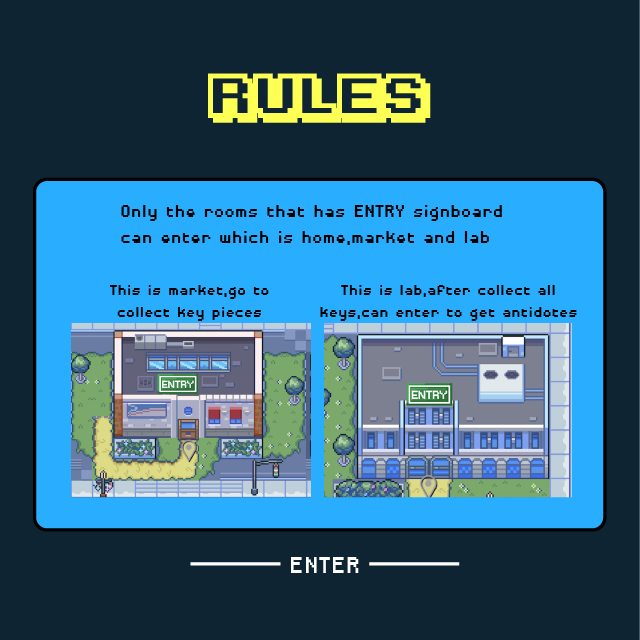 RULES
Only the rooms that has ENTRY signboard
can enter which is home,market and lab
This is market,go to
collect key pieces
This is lab,after collect all
keys,can enter to get antidotes
ENTRY
ENTRY
ENTER